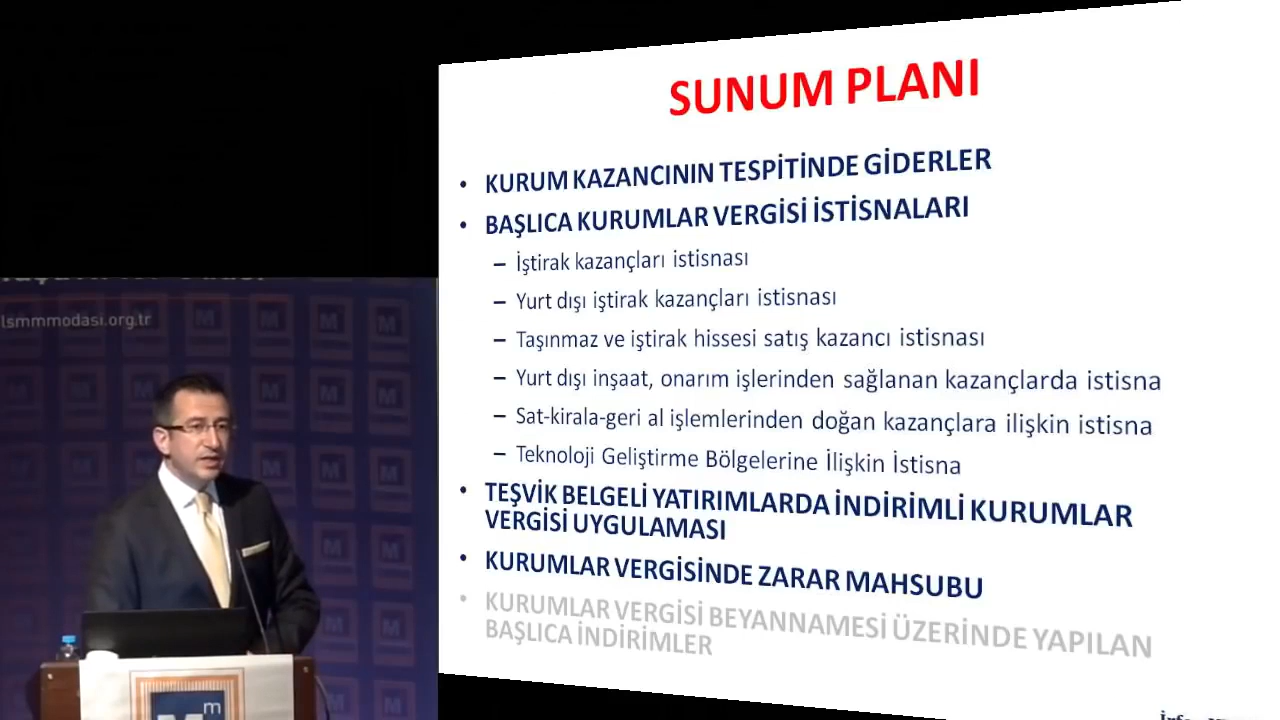 SUNUM PLANI
• KURUM KAZANCININ TESPİTİNDE GİDERLER
• BAŞLICA KURUMLAR VERGİSİ İSTİSNALARI
– İştirak kazançları istisnası
– Yurt dışı iştirak kazançları istisnası
– Taşınmaz ve iştirak hissesi satış kazancı istisnası
– Yurt dışı inşaat, onarım işlerinden sağlanan kazançlarda istisna
– Sat-kirala-geri al işlemlerinden doğan kazançlara ilişkin istisna
– Teknoloji Geliştirme Bölgelerine İlişkin İstisna
• TEŞVİK BELGELİ YATIRIMLARDA İNDİRİMLİ KURUMLAR
VERGİSİ UYGULAMASI
• KURUMLAR VERGİSİNDE ZARAR MAHSUBU
• KURUMLAR VERGİSİ BEYANNAMESİ ÜZERİNDE YAPILAN
BAŞLICA İNDİRİMLER
lsmmmodası.org.tr
m